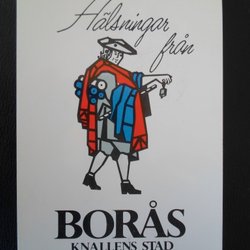 Hälsningar
från
BORÅS
KNALLENS STAD